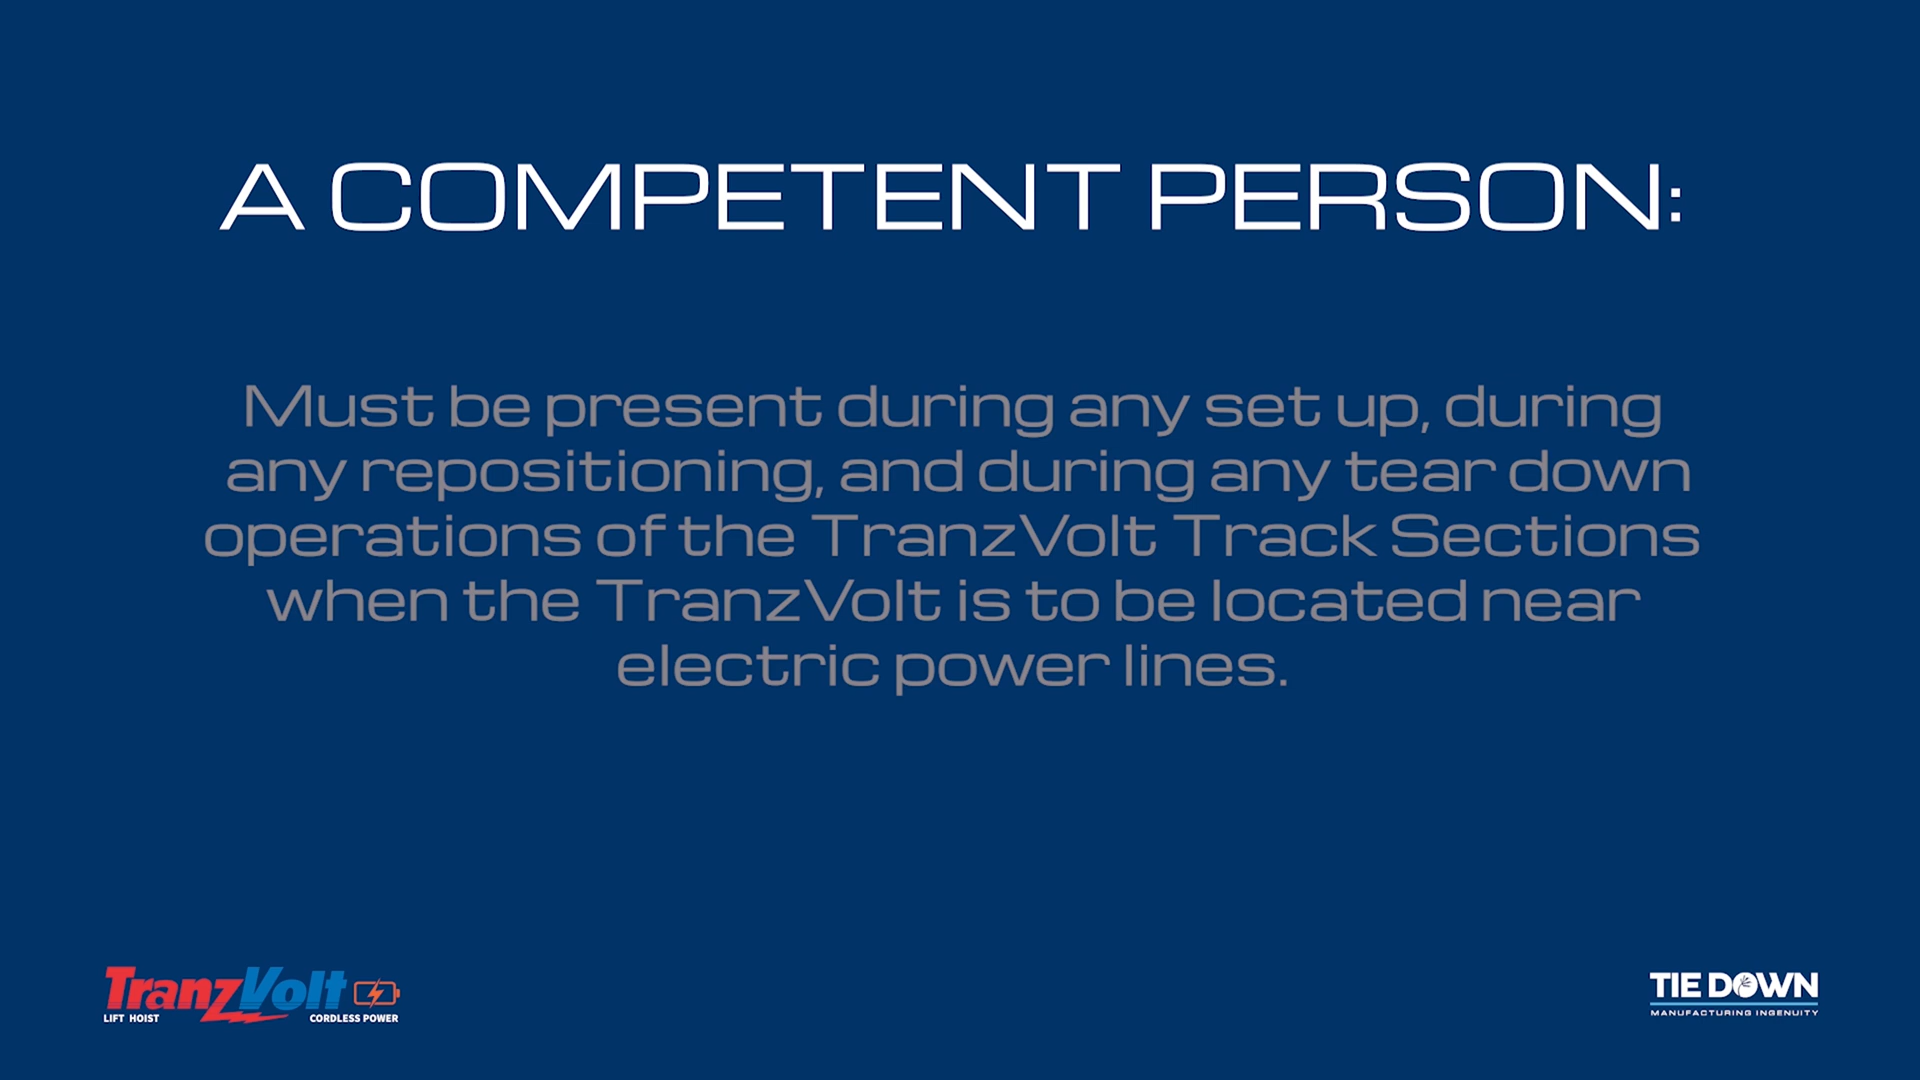 A COMPETENT PERSON:
Must be present during any set up, during
any repositioning, and during any tear down
operations of the TranzVolt Track Sections
when the TranzVolt is to be located near
electric power lines.
TranzVolt
LIFT HOIST CORDLESS POWER
TIE DOWN
MANUFACTURING INGENUITY